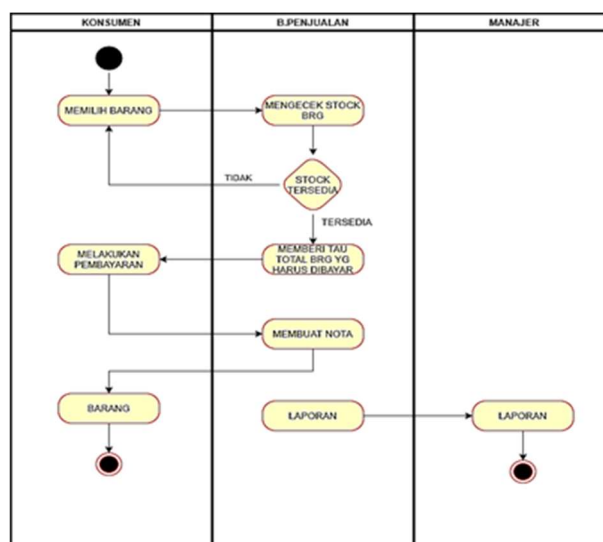 KONSUMEN
B.PENJUALAN
MANAJER
MEMILIH BARANG
MENGECEK STOCK
BRG
STOCK
TERSEDIA
TIDAK
TERSEDIA
MEMBERI TAU
TOTAL BRG YG
HARUS DIBAYAR
MELAKUKAN
PEMBAYARAN
MEMBUAT NOTA
BARANG
LAPORAN
LAPORAN